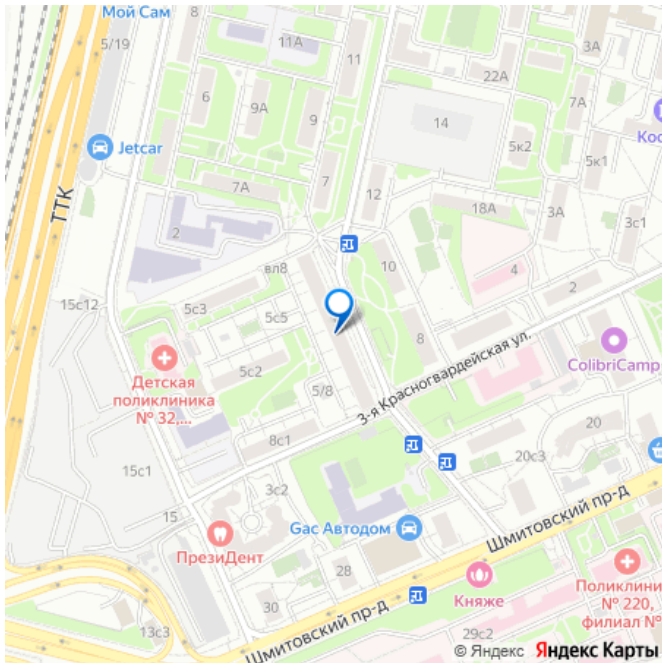 Мой Сам
5/19
8
11А
11
3А
22А
6
9А
9
14
7А
5к2
5к1
Кос
Jetcar
ТТК
7А
7
12
18А
3А
3с1
2
вл8
10
4
2
15с12
5с3
5с5
8
3-я Красногвардейская ул.
ColibriCamp
Детская
поликлиника
№ 32,...
5с2
5/8
8с1
20
20с3
15с1
3с2
15
ПрезиДент
Gac Автодом
Шмитовский пр-д
28
Княже
Поликлини
№ 220,
филиал №
30
13с3
Шмитовский пр-д
29с2
© Яндекс Яндекс Карты